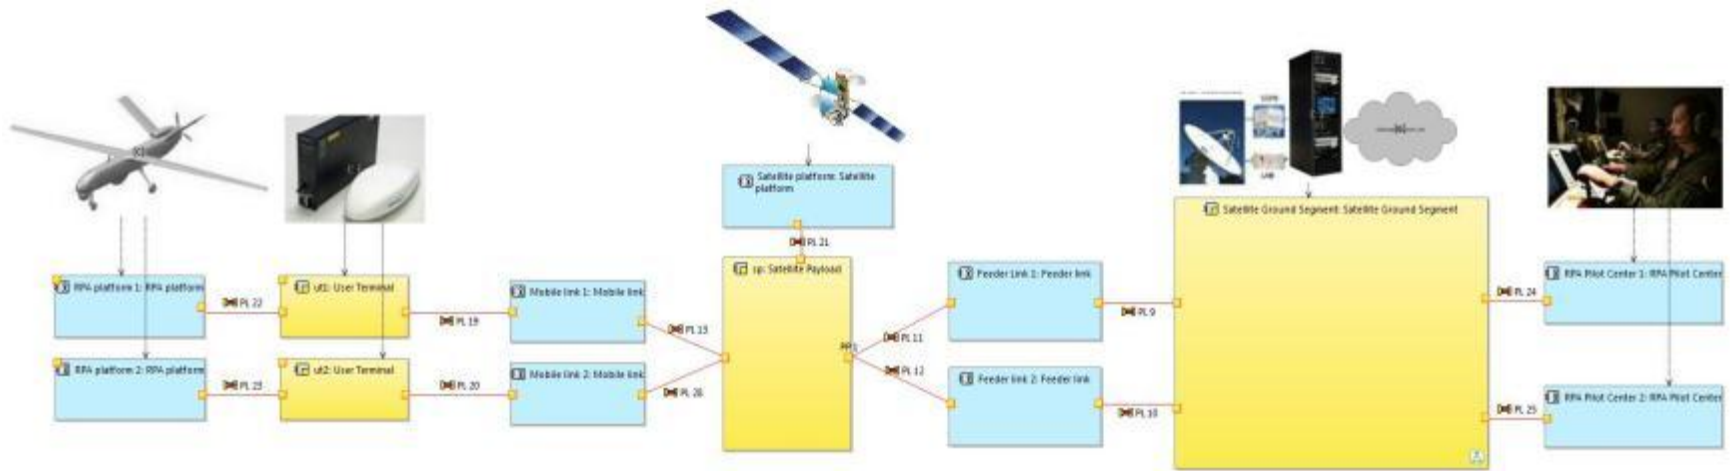 Satellite platform: Satellite
platform
PL 21
sp: Satellite Payload
RPA platform 1: RPA platform
PL 22
ut1: User Terminal
PL 19
Mobile link 1: Mobile link
PL 13
RPA platform 2: RPA platform
PL 23
ut2: User Terminal
PL 20
Mobile link 2: Mobile link
PL 28
PP1
PL 11
PL 12
Feeder Link 1: Feeder link
PL 9
Feeder link 2: Feeder link
PL 10
Satellite Ground Segment: Satellite Ground Segment
PL 24
RPA Pilot Center 1: RPA Pilot Center
PL 25
RPA Pilot Center 2: RPA Pilot Center